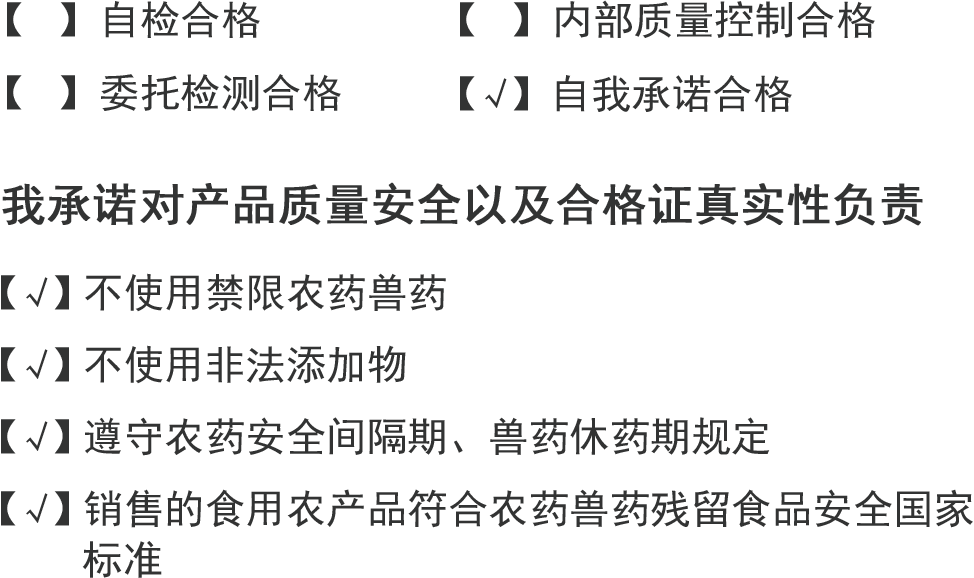 【　】自检合格　　　　【　】内部质量控制合格
【　】委托检测合格　　【√】自我承诺合格
我承诺对产品质量安全以及合格证真实性负责
【√】不使用禁限农药兽药
【√】不使用非法添加物
【√】遵守农药安全间隔期、兽药休药期规定
【√】销售的食用农产品符合农药兽药残留食品安全国家
标准